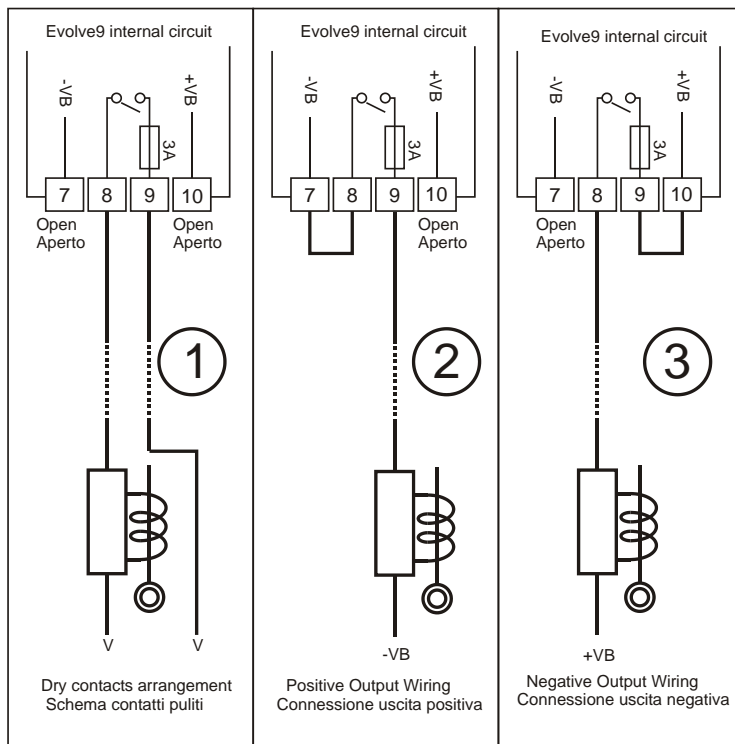 Evolve9 internal circuit
-VB
+VB
3A
7 8 9 10
Open
Aperto
Open
Aperto
1
V V
Dry contacts arrangement
Schema contatti puliti
Evolve9 internal circuit
-VB
+VB
3A
7 8 9 10
Open
Aperto
2
-VB
Positive Output Wiring
Connessione uscita positiva
Evolve9 internal circuit
-VB
+VB
3A
7 8 9 10
Open
Aperto
3
+VB
Negative Output Wiring
Connessione uscita negativa